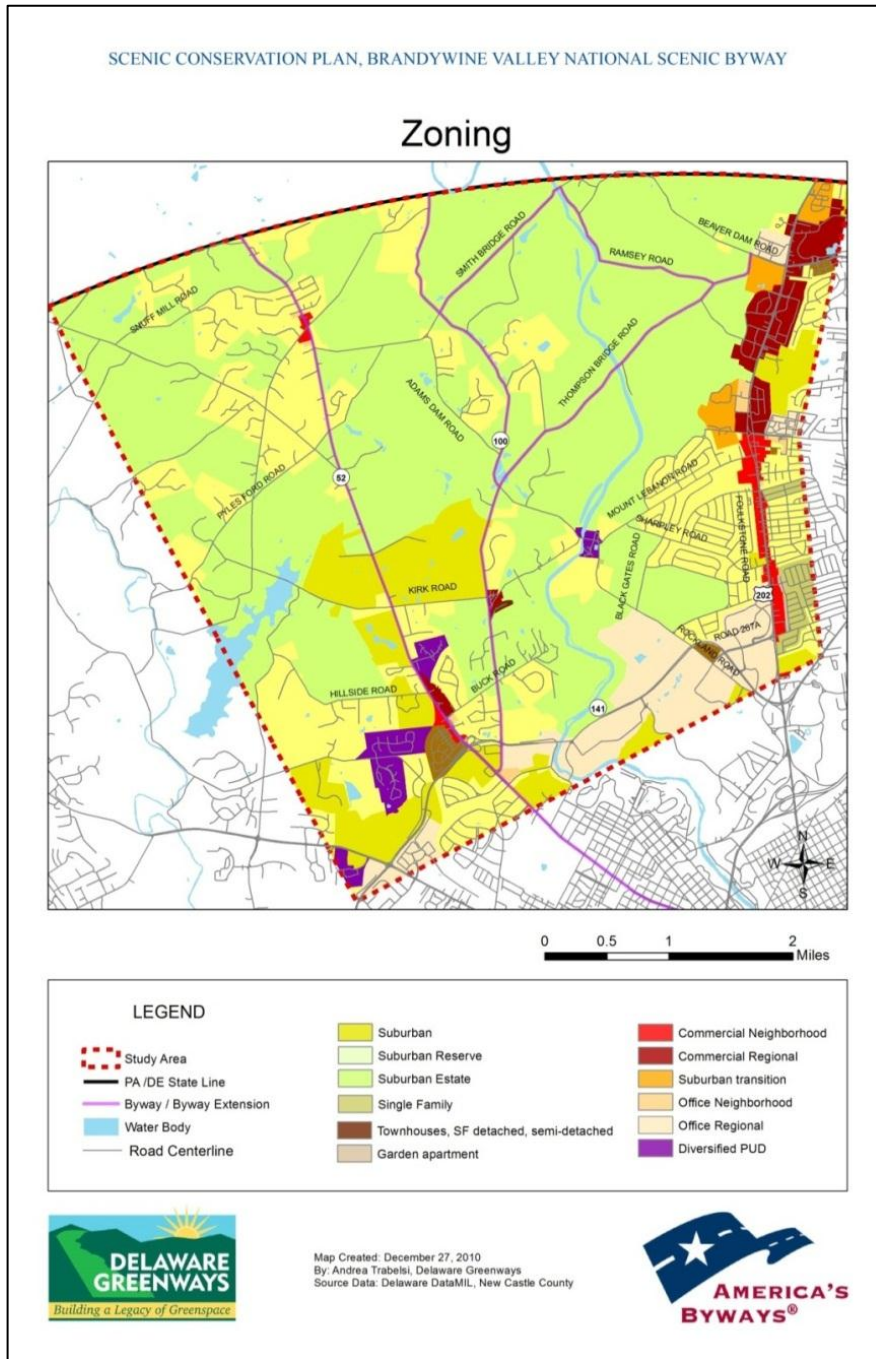 SCENIC CONSERVATION PLAN, BRANDYWINE VALLEY NATIONAL SCENIC BYWAY
Zoning
BEAVER DAM ROAD
SMITH BRIDGE ROAD
RAMSEY ROAD
SNUFF MILL ROAD
THOMPSON BRIDGE ROAD
ADAMS DAM ROAD
100
52
PYLES FORD ROAD
MOUNT LEBANON ROAD
SHARPLEY ROAD
FOULKSTONE ROAD
BLACK GATES ROAD
KIRK ROAD
202
ROAD 267A
ROCKLAND ROAD
BUCK ROAD
HILLSIDE ROAD
141
N
W E
S
0 0.5 1 2
Miles
LEGEND
Study Area
PA /DE State Line
Byway / Byway Extension
Water Body
Road Centerline
Suburban
Suburban Reserve
Suburban Estate
Single Family
Townhouses, SF detached, semi-detached
Garden apartment
Commercial Neighborhood
Commercial Regional
Suburban transition
Office Neighborhood
Office Regional
Diversified PUD
DELAWARE
GREENWAYS
Building a Legacy of Greenspace
Map Created: December 27, 2010
By: Andrea Trabelsi, Delaware Greenways
Source Data: Delaware DataMIL, New Castle County
AMERICA'S
BYWAYS®